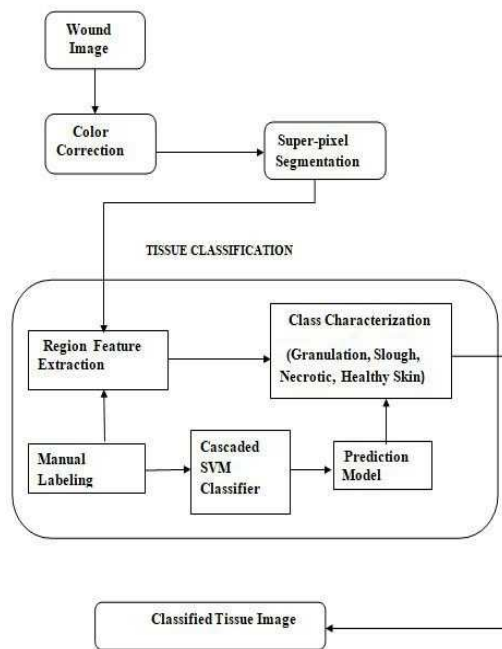 Wound
Image
Color
Correction
Super-pixel
Segmentation
TISSUE CLASSIFICATION
Region Feature
Extraction
Class Characterization
(Granulation, Slough,
Necrotic, Healthy Skin)
Manual
Labeling
Cascaded
SVM
Classifier
Prediction
Model
Classified Tissue Image